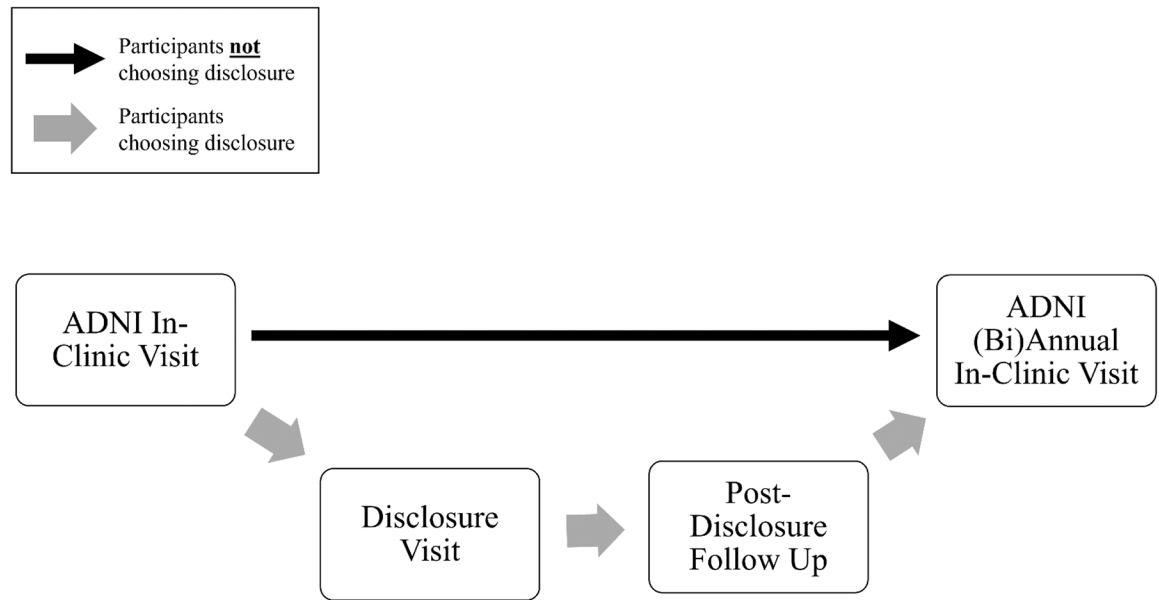 Participants not
choosing disclosure
Participants
choosing disclosure
ADNI In-
Clinic Visit
ADNI
(Bi)Annual
In-Clinic Visit
Disclosure
Visit
Post-
Disclosure
Follow Up